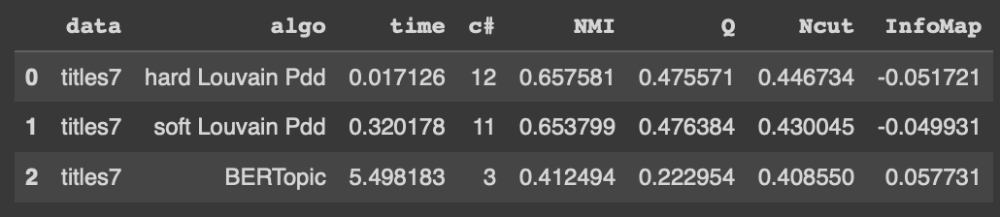 data algo time c# NMI Q Ncut InfoMap
0 titles7 hard Louvain Pdd 0.017126 12 0.657581 0.475571 0.446734 -0.051721
1 titles7 soft Louvain Pdd 0.320178 11 0.653799 0.476384 0.430045 -0.049931
2 titles7 BERTopic 5.498183 3 0.412494 0.222954 0.408550 0.057731